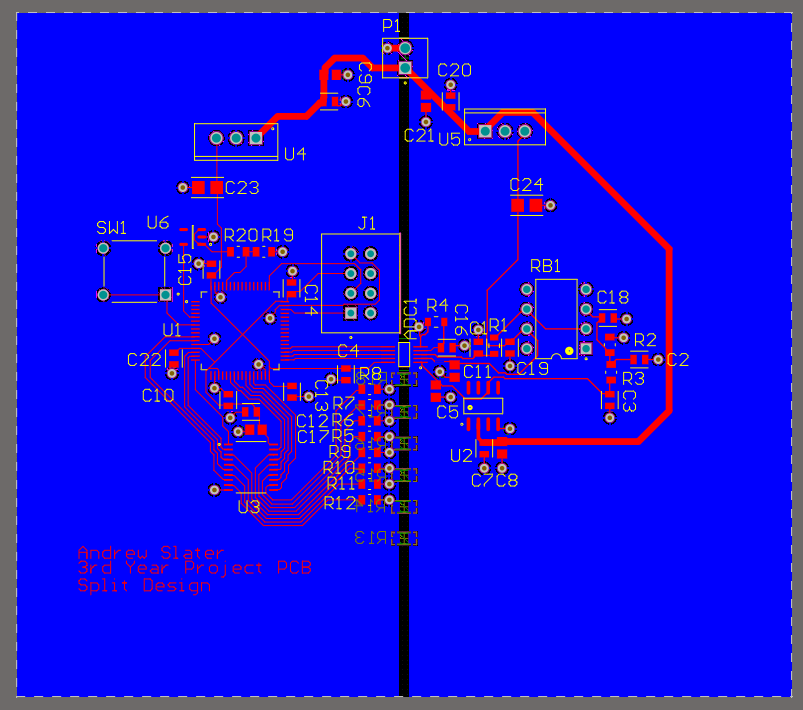 P1
C20
C9
C6
C21
U5
U4
C23
C24
SW1
U6
J1
R20
R19
RB1
C15
C14
C18
R4
ADC1
C16
R1
U1
R2
C4
C22
C2
C19
R8
C11
R3
C10
C13
R7
C5
C3
C12
R6
C17
R5
R9
U2
R10
C7
C8
R11
U3
R12
R13
Andrew Slater
3rd Year Project PCB
Split Design